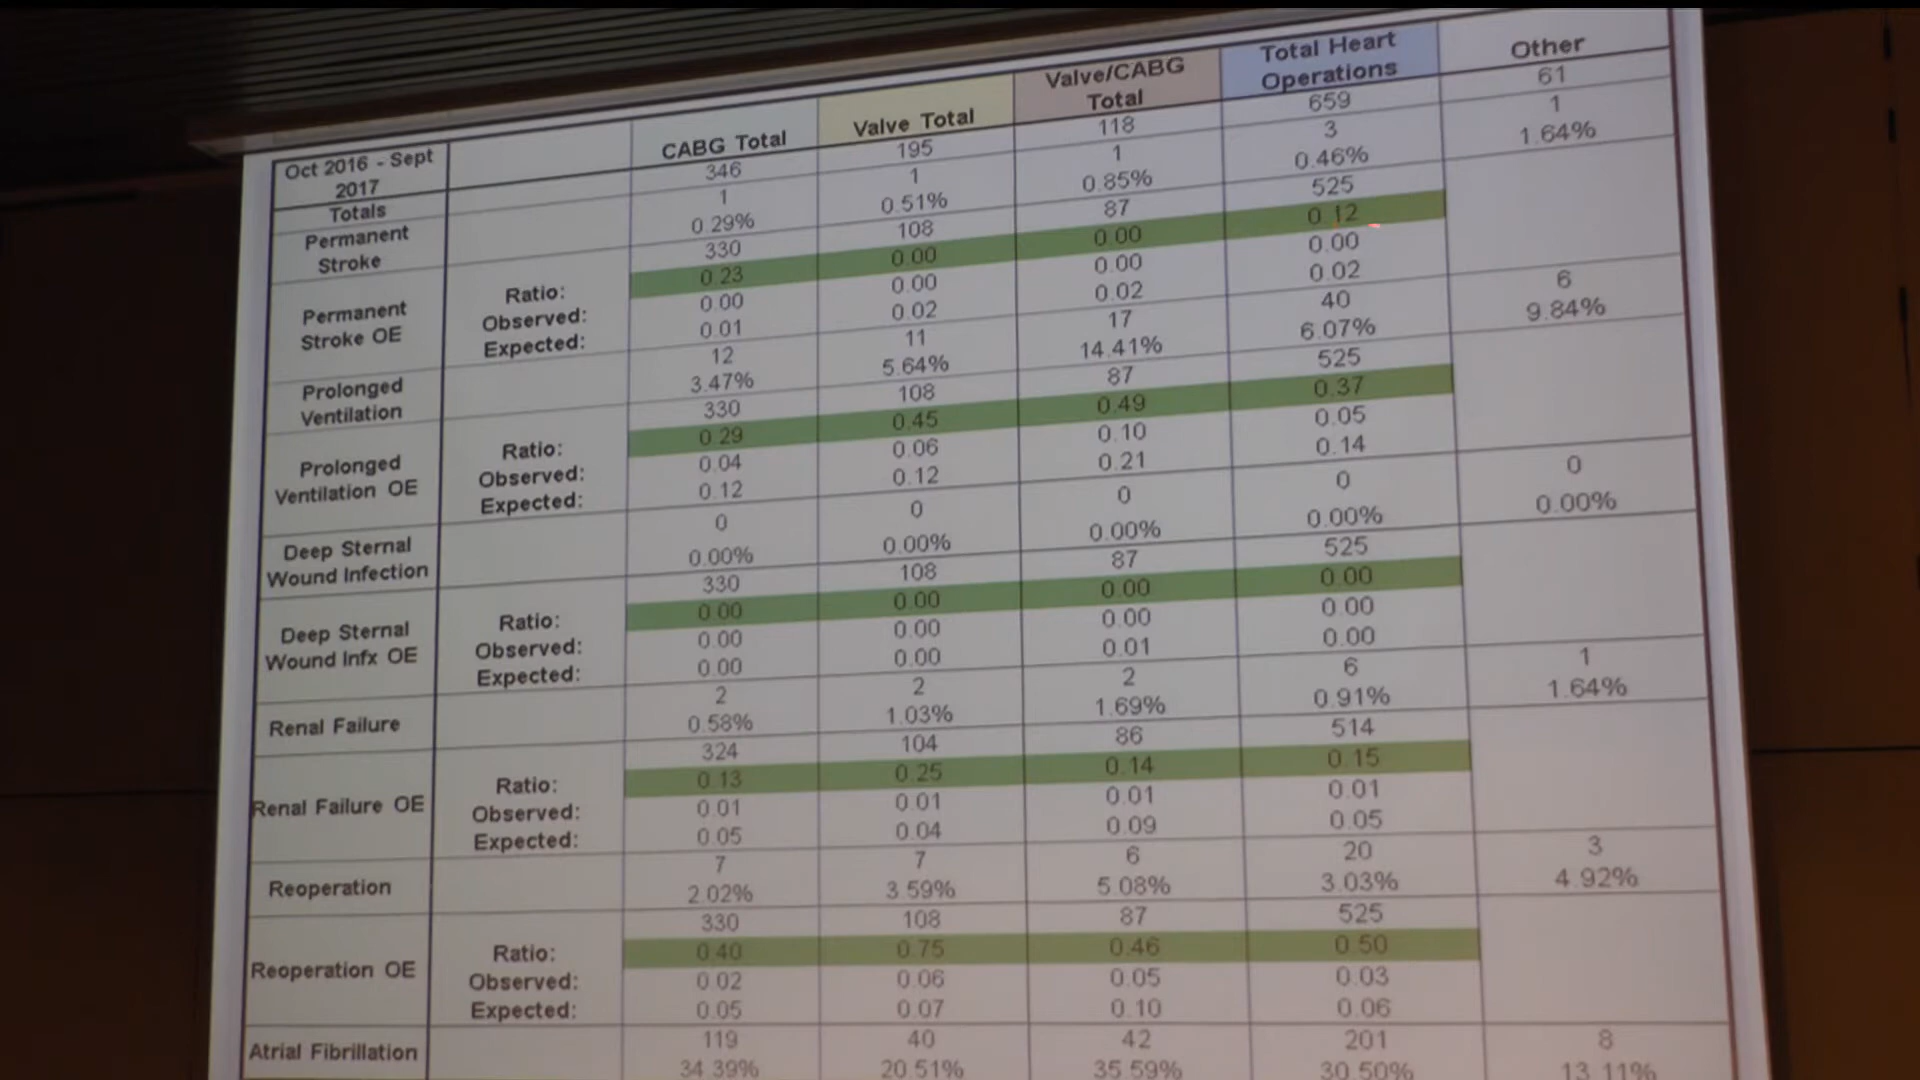 Oct 2016 - Sept 2017 CABG Total Valve Total Valve/CABG Total Total Heart Operations Other
Totals 346 195 118 659 61
Permanent Stroke 1 1 1 3 1
0.29% 0.51% 0.85% 0.46% 1.64%
Permanent Stroke OE 330 108 87 525
Ratio: 0.23 0.00 0.00 0.12
Observed: 0.00 0.00 0.00 0.00
Expected: 0.01 0.02 0.02 0.02
Prolonged Ventilation 12 11 17 40 6
3.47% 5.64% 14.41% 6.07% 9.84%
Prolonged Ventilation OE 330 108 87 525
Ratio: 0.29 0.45 0.49 0.37
Observed: 0.04 0.06 0.10 0.05
Expected: 0.12 0.12 0.21 0.14
Deep Sternal Wound Infection 0 0 0 0 0
0.00% 0.00% 0.00% 0.00% 0.00%
Deep Sternal Wound Infx OE 330 108 87 525
Ratio: 0.00 0.00 0.00 0.00
Observed: 0.00 0.00 0.00 0.00
Expected: 0.00 0.00 0.01 0.00
Renal Failure 2 2 2 6 1
0.58% 1.03% 1.69% 0.91% 1.64%
Renal Failure OE 324 104 86 514
Ratio: 0.13 0.25 0.14 0.15
Observed: 0.01 0.01 0.01 0.01
Expected: 0.05 0.04 0.09 0.05
Reoperation 7 7 6 20 3
2.02% 3.59% 5.08% 3.03% 4.92%
Reoperation OE 330 108 87 525
Ratio: 0.40 0.75 0.46 0.50
Observed: 0.02 0.06 0.05 0.03
Expected: 0.05 0.07 0.10 0.06
Atrial Fibrillation 119 40 42 201 8
34.39% 20.51% 35.59% 30.50% 13.11%